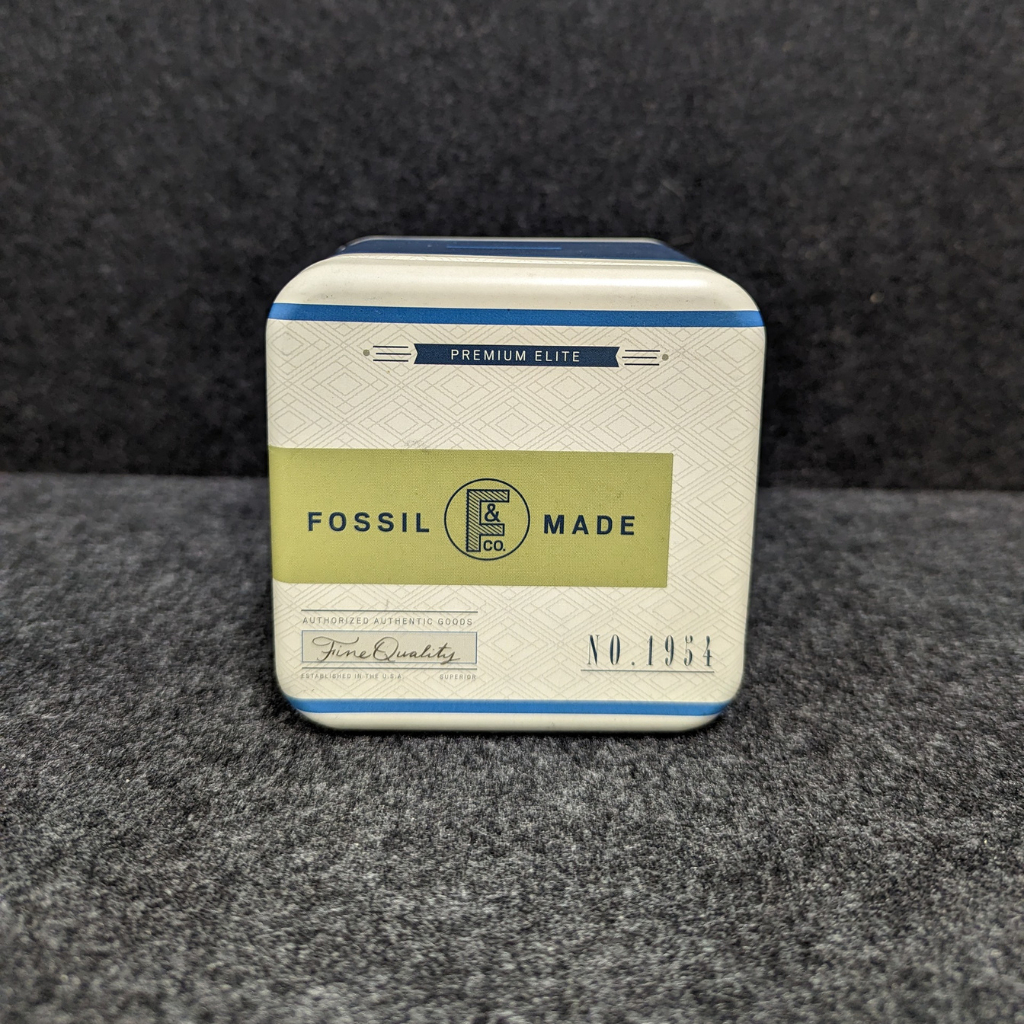 PREMIUM ELITE
FOSSIL F & CO. MADE
AUTHORIZED AUTHENTIC GOODS
Fine Quality
ESTABLISHED IN THE U.S.A. SUPERIOR
NO.1954